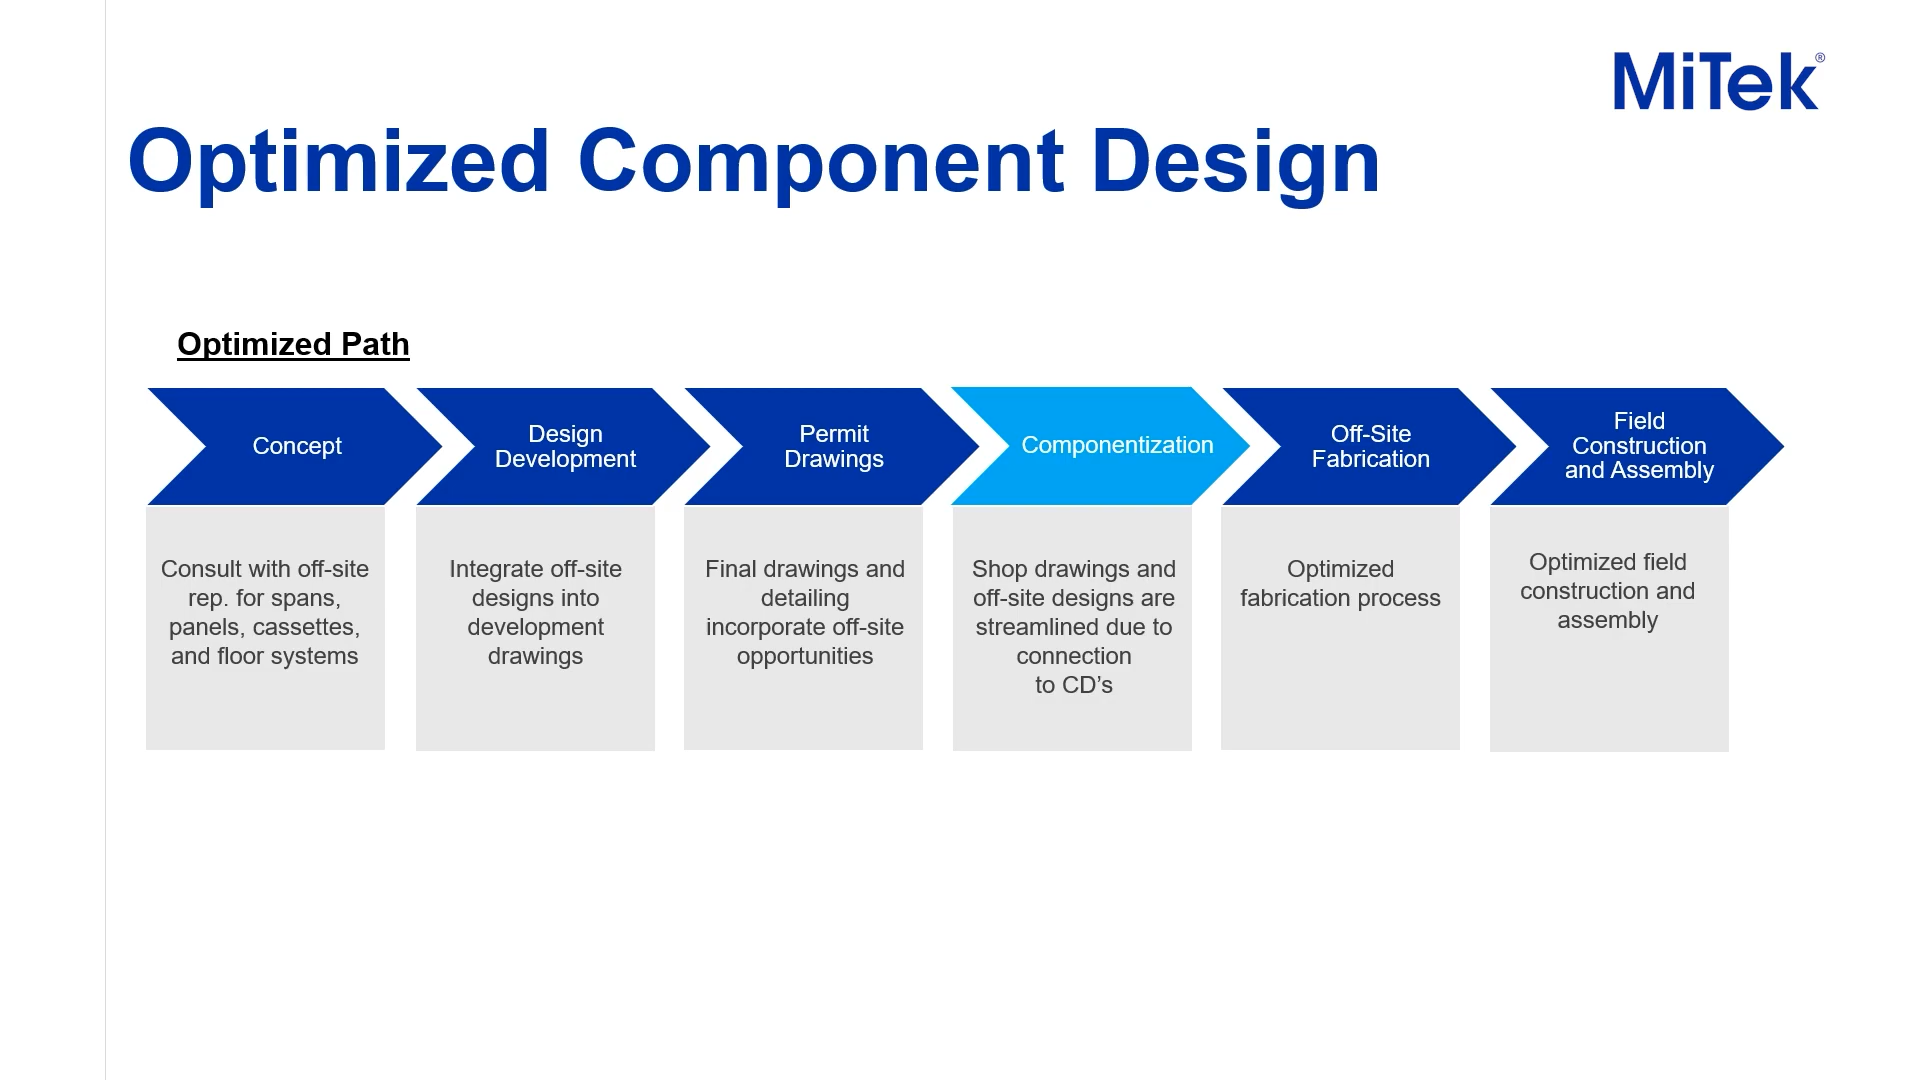 MiTek®
Optimized Component Design
Optimized Path
Concept
Design
Development
Permit
Drawings
Componentization
Off-Site
Fabrication
Field
Construction
and Assembly
Consult with off-site
rep. for spans,
panels, cassettes,
and floor systems
Integrate off-site
designs into
development
drawings
Final drawings and
detailing
incorporate off-site
opportunities
Shop drawings and
off-site designs are
streamlined due to
connection
to CD’s
Optimized
fabrication process
Optimized field
construction and
assembly